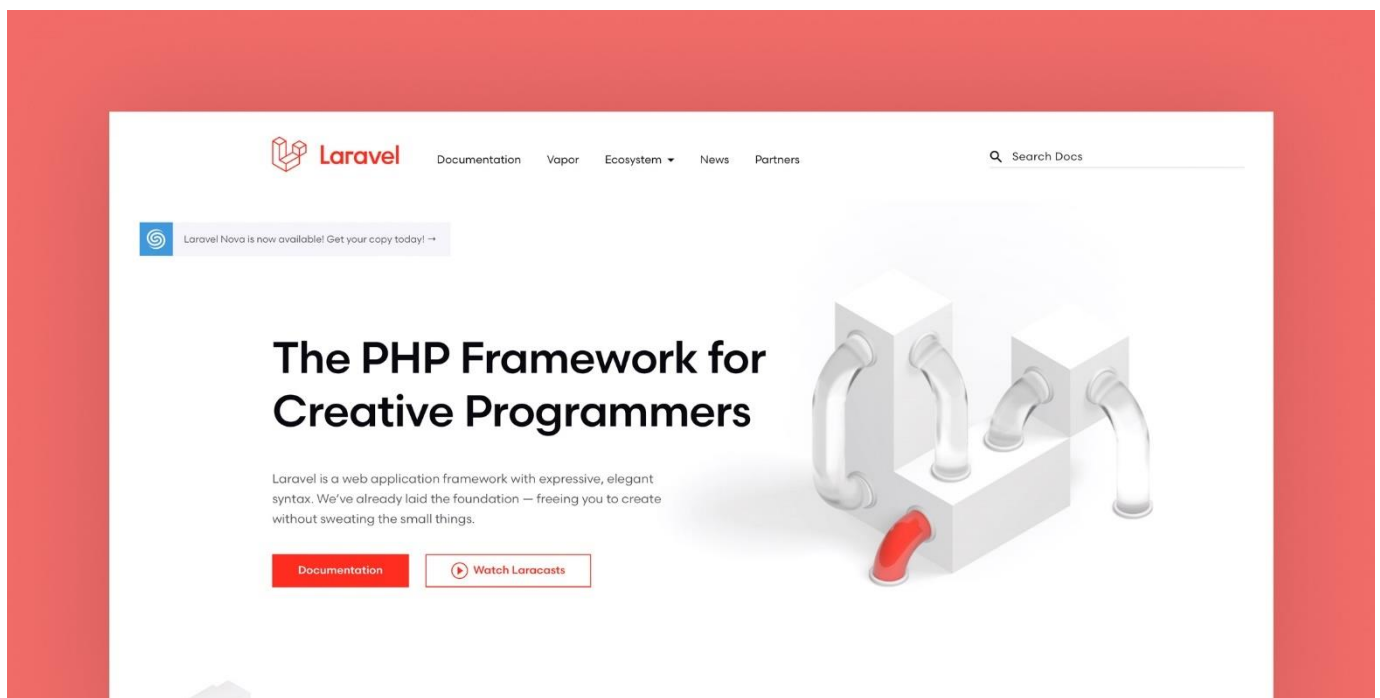 Laravel
Documentation Vapor Ecosystem News Partners
Search Docs
Laravel Nova is now available! Get your copy today! →
The PHP Framework for
Creative Programmers
Laravel is a web application framework with expressive, elegant
syntax. We've already laid the foundation — freeing you to create
without sweating the small things.
Documentation
Watch Laracasts